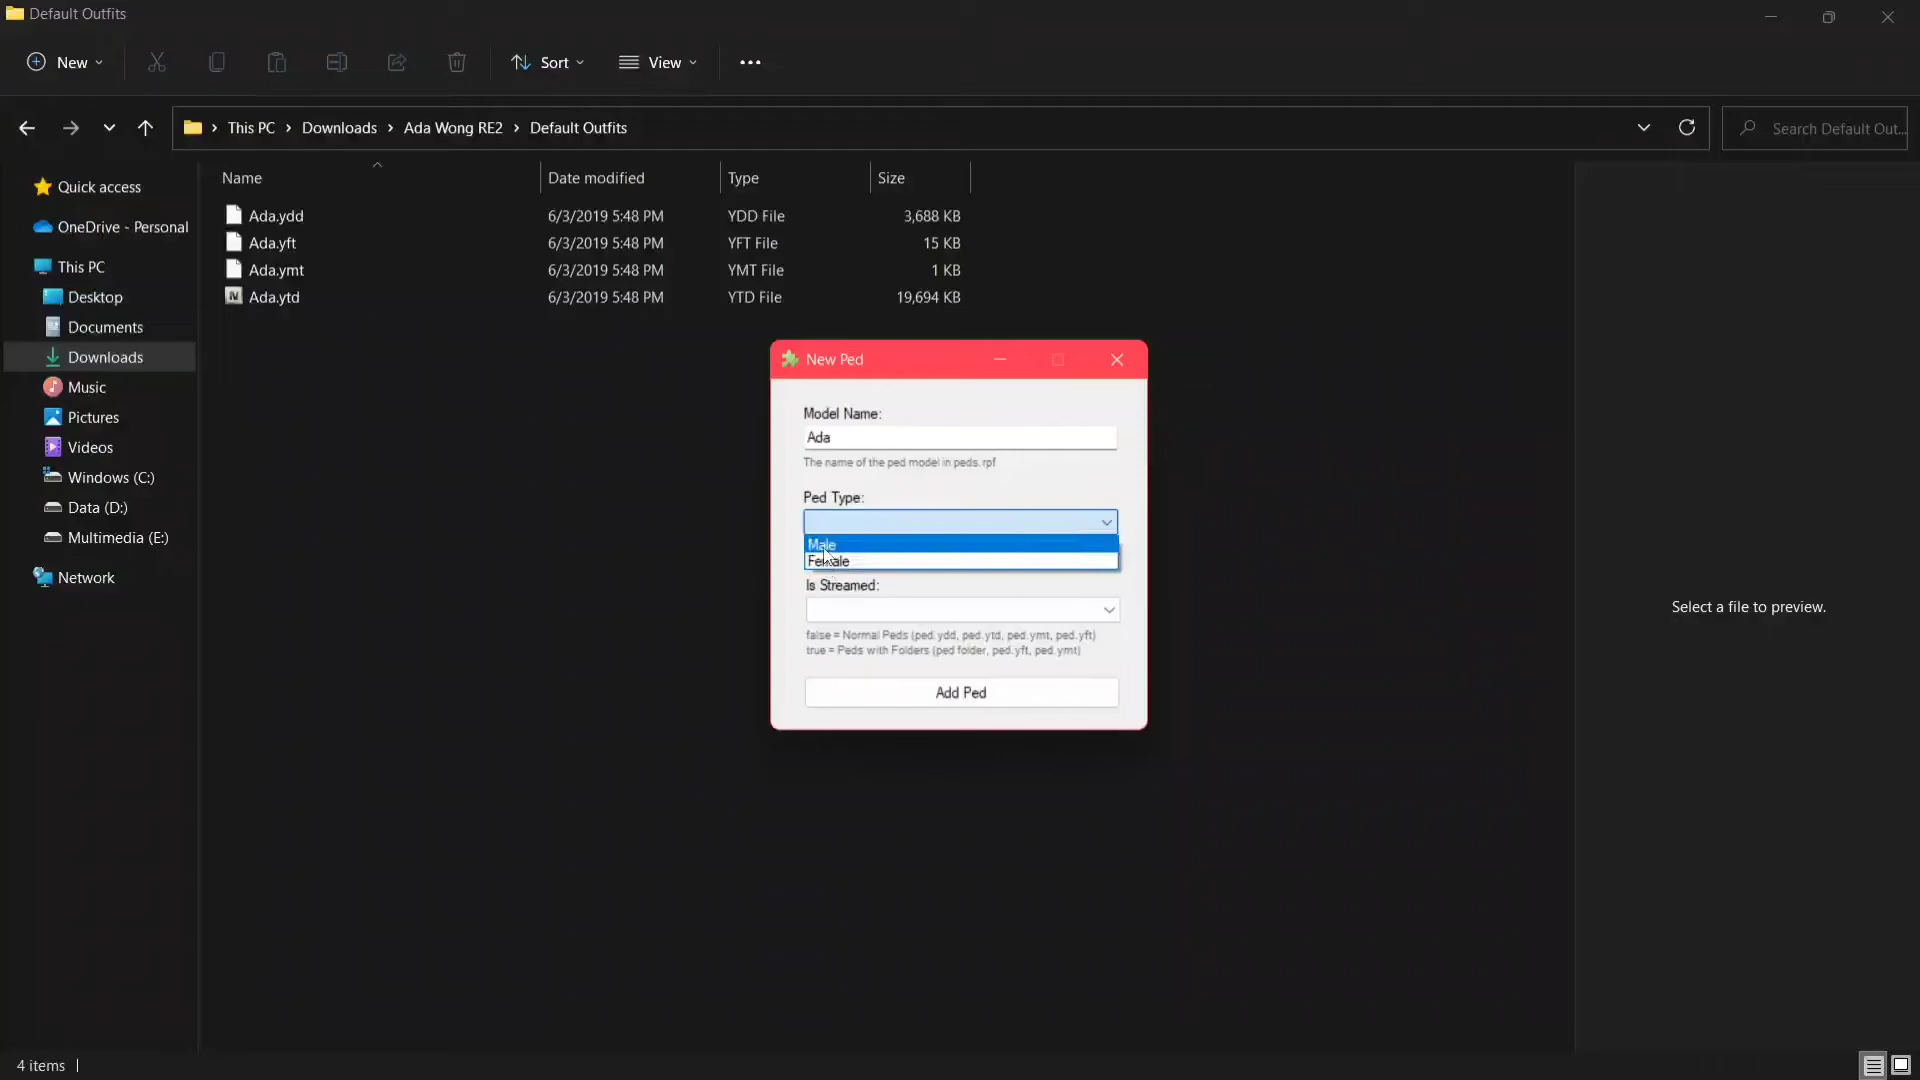 Default Outfits
New
Sort
View
This PC > Downloads > Ada Wong RE2 > Default Outfits
Search Default Out...
Quick access
OneDrive - Personal
This PC
Desktop
Documents
Downloads
Music
Pictures
Videos
Windows (C:)
Data (D:)
Multimedia (E:)
Network
Name Date modified Type Size
Ada.ydd 6/3/2019 5:48 PM YDD File 3,688 KB
Ada.yft 6/3/2019 5:48 PM YFT File 15 KB
Ada.ymt 6/3/2019 5:48 PM YMT File 1 KB
Ada.ytd 6/3/2019 5:48 PM YTD File 19,694 KB
New Ped
Model Name:
Ada
The name of the ped model in peds.rpf
Ped Type:
Male
Female
Is Streamed:
false = Normal Peds (ped.ydd, ped.ytd, ped.ymt, ped.yft)
true = Peds with Folders (ped folder, ped.yft, ped.ymt)
Add Ped
Select a file to preview.
4 items